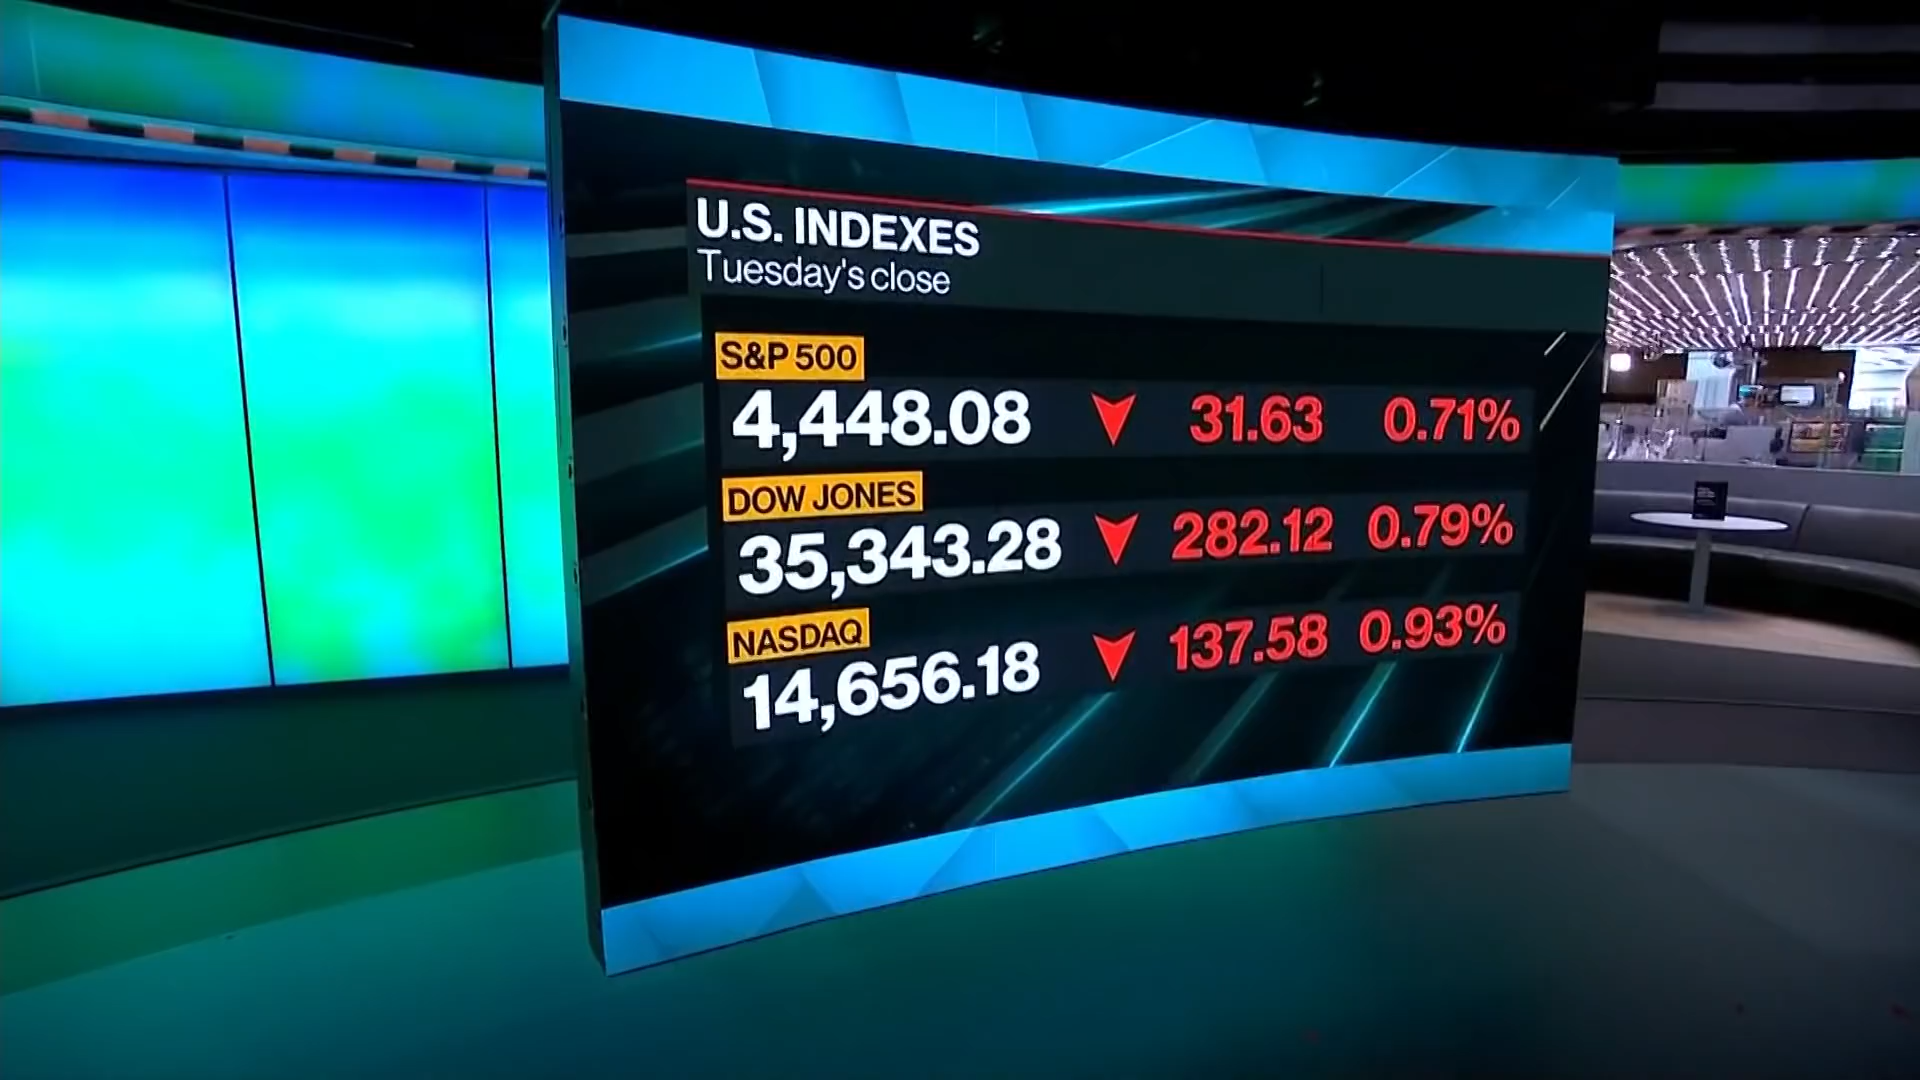 U.S. INDEXES
Tuesday's close
S&P 500
4,448.08 31.63 0.71%
DOW JONES
35,343.28 282.12 0.79%
NASDAQ
14,656.18 137.58 0.93%